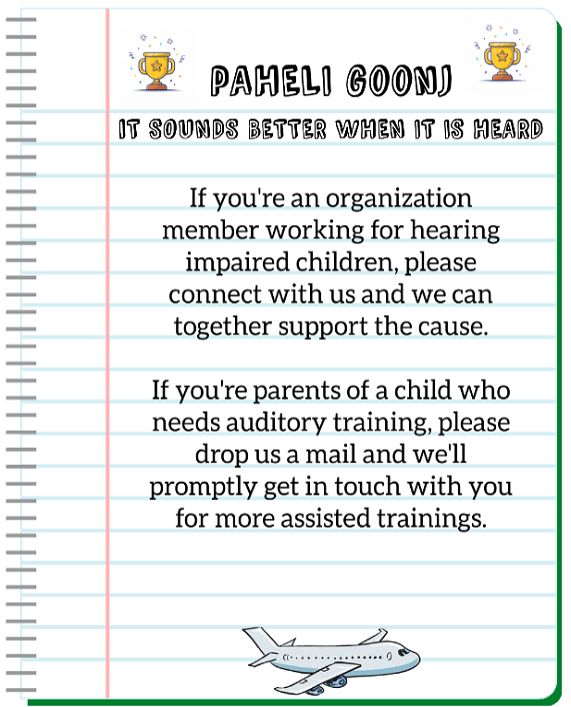 PAHELI GOONJ
IT SOUNDS BETTER WHEN IT IS HEARD
If you're an organization
member working for hearing
impaired children, please
connect with us and we can
together support the cause.
If you're parents of a child who
needs auditory training, please
drop us a mail and we'll
promptly get in touch with you
for more assisted trainings.